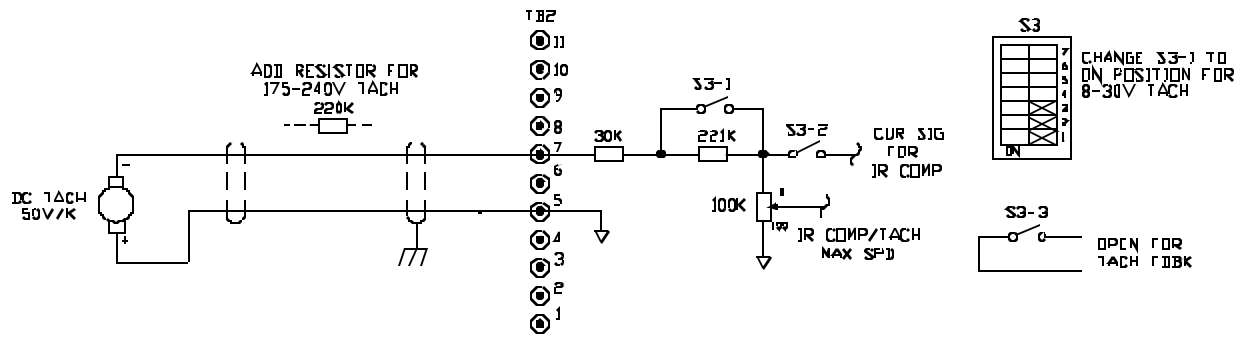 TB2
11
10
9
8
7
6
5
4
3
2
1
ADD RESISTOR FOR
175-240V TACH
220K
DC TACH
50V/K
-
+
30K
S3-1
221K
S3-2
CUR SIG
FOR
IR COMP
100K
0
100
IR COMP/TACH
MAX SPD
S3
7
6
5
4
3
2
1
ON
CHANGE S3-1 TO
ON POSITION FOR
8-30V TACH
S3-3
OPEN FOR
TACH FDBK